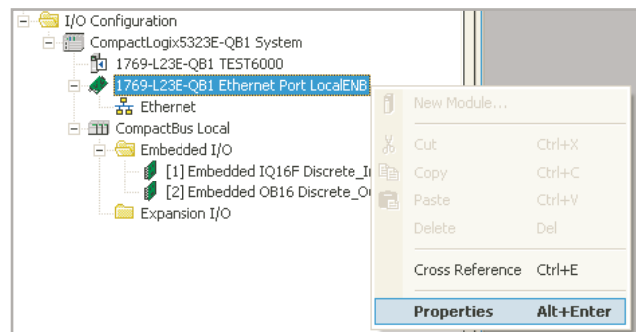 I/O Configuration
CompactLogix5323E-QB1 System
1769-L23E-QB1 TEST6000
1769-L23E-QB1 Ethernet Port LocalENB
Ethernet
CompactBus Local
Embedded I/O
[1] Embedded IQ16F Discrete_In
[2] Embedded OB16 Discrete_Ou
Expansion I/O
New Module...
Cut Ctrl+X
Copy Ctrl+C
Paste Ctrl+V
Delete Del
Cross Reference Ctrl+E
Properties Alt+Enter